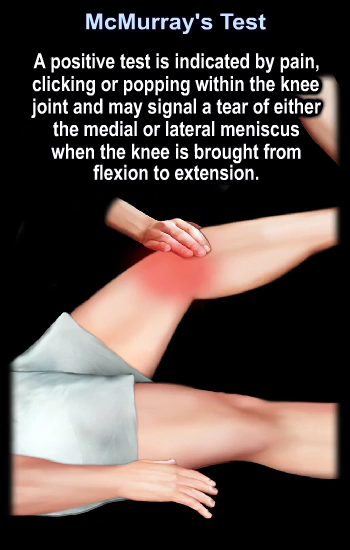 McMurray's Test
A positive test is indicated by pain,
clicking or popping within the knee
joint and may signal a tear of either
the medial or lateral meniscus
when the knee is brought from
flexion to extension.